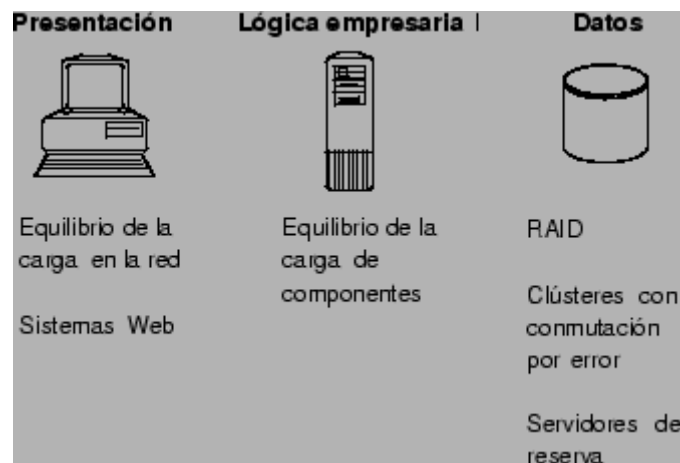 Presentación
Equilibrio de la
carga en la red
Sistemas Web
Lógica empresarial
Equilibrio de la
carga de
componentes
Datos
RAID
Clústeres con
conmutación
por error
Servidores de
reserva